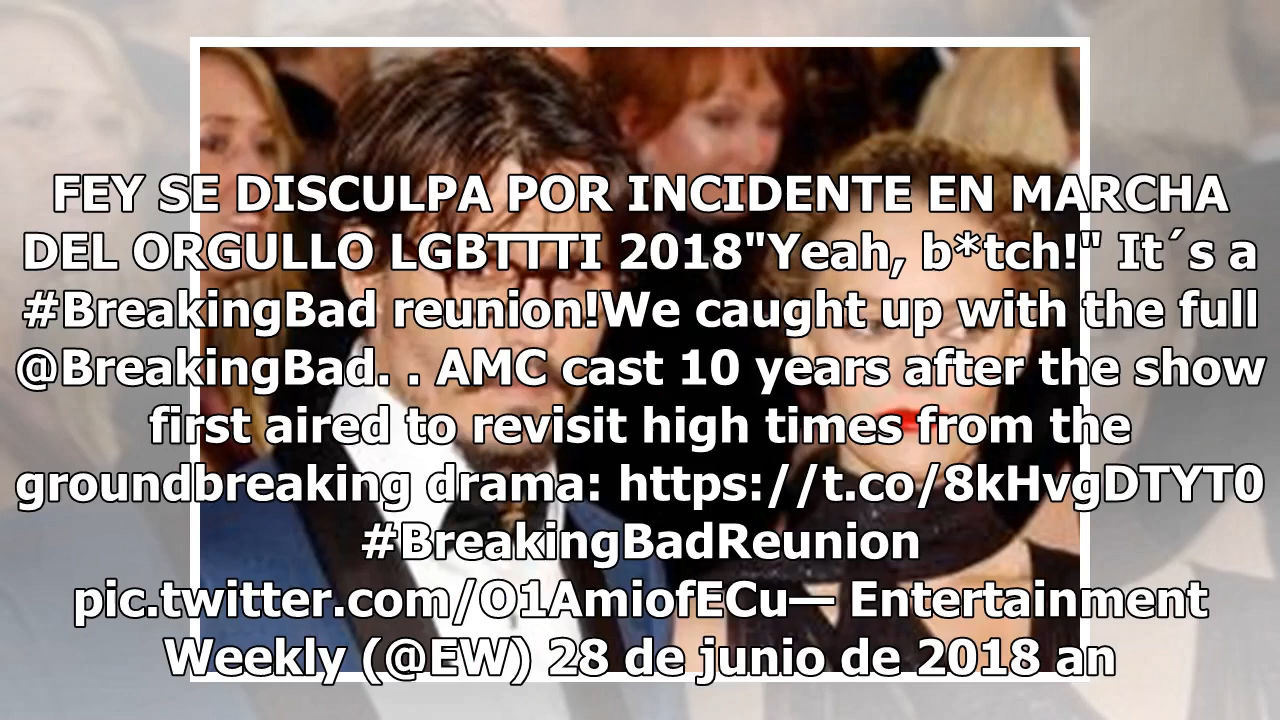 FEY SE DISCULPA POR INCIDENTE EN MARCHA
DEL ORGULLO LGBTTTI 2018"Yeah, b*tch!" It´s a
#BreakingBad reunion!We caught up with the full
@BreakingBad. . AMC cast 10 years after the show
first aired to revisit high times from the
groundbreaking drama: https://t.co/8kHvgDTYT0
#BreakingBadReunion
pic.twitter.com/O1AmiofECu— Entertainment
Weekly (@EW) 28 de junio de 2018 an